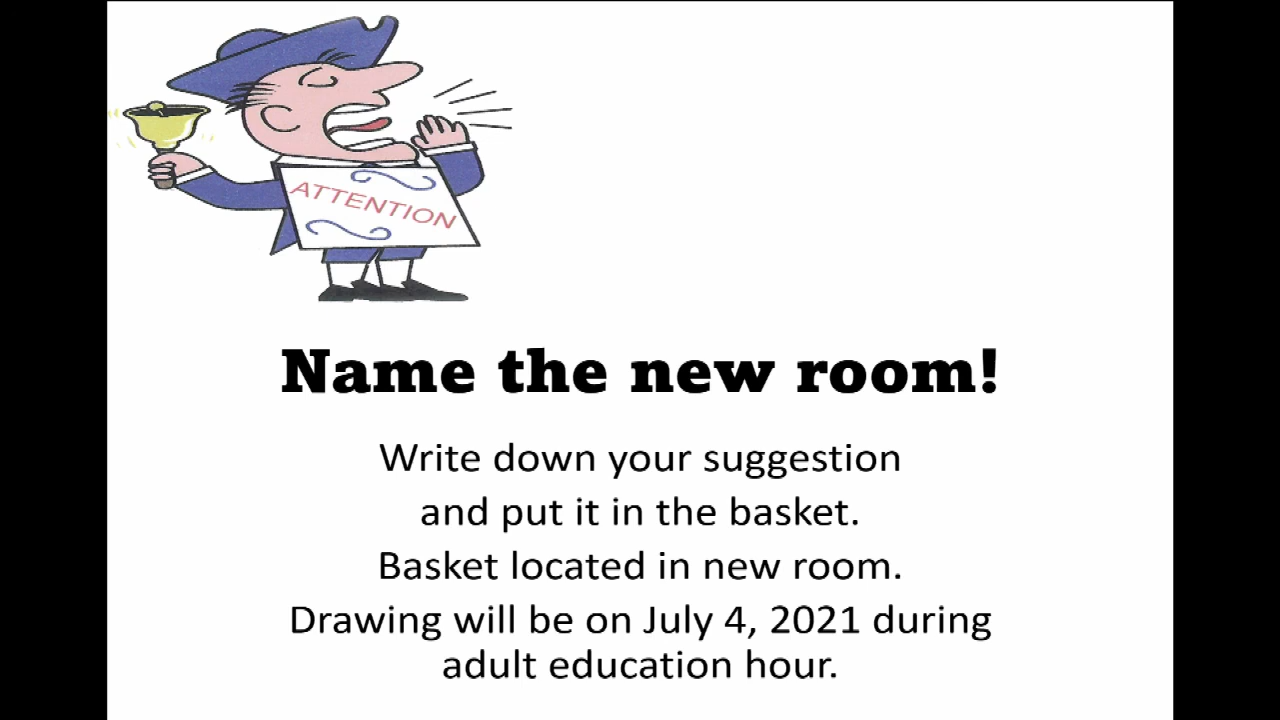 ATTENTION
Name the new room!
Write down your suggestion
and put it in the basket.
Basket located in new room.
Drawing will be on July 4, 2021 during
adult education hour.